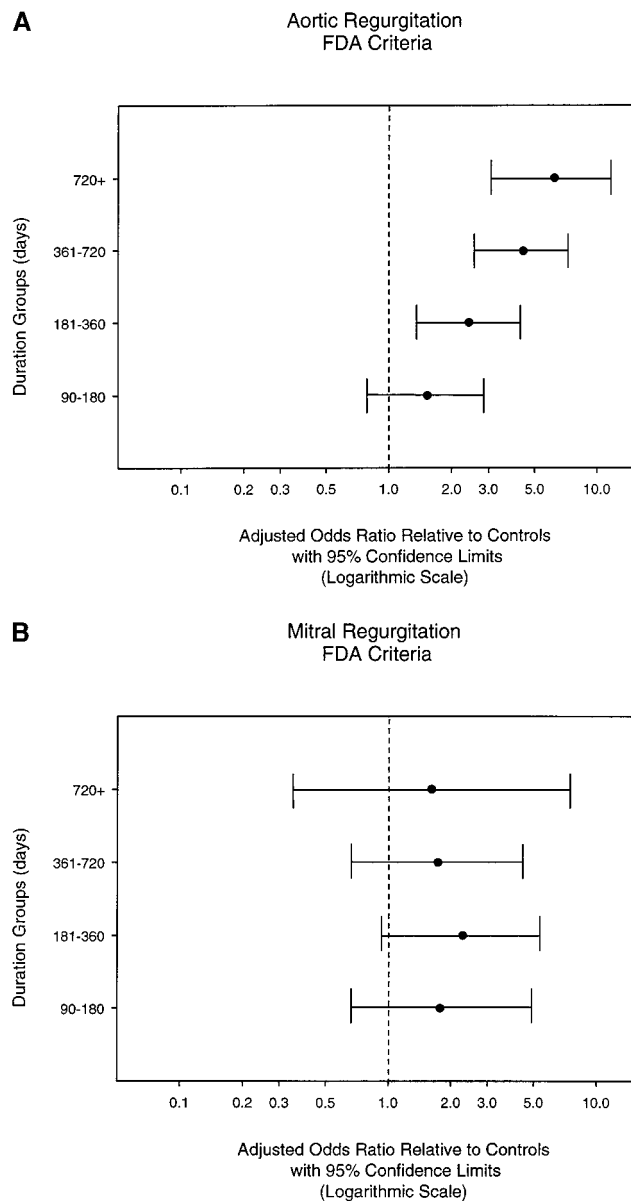 A
Aortic Regurgitation
FDA Criteria
Duration Groups (days)
720+
361-720
181-360
90-180
0.1 0.2 0.3 0.5 1.0 2.0 3.0 5.0 10.0
Adjusted Odds Ratio Relative to Controls
with 95% Confidence Limits
(Logarithmic Scale)
B
Mitral Regurgitation
FDA Criteria
Duration Groups (days)
720+
361-720
181-360
90-180
0.1 0.2 0.3 0.5 1.0 2.0 3.0 5.0 10.0
Adjusted Odds Ratio Relative to Controls
with 95% Confidence Limits
(Logarithmic Scale)